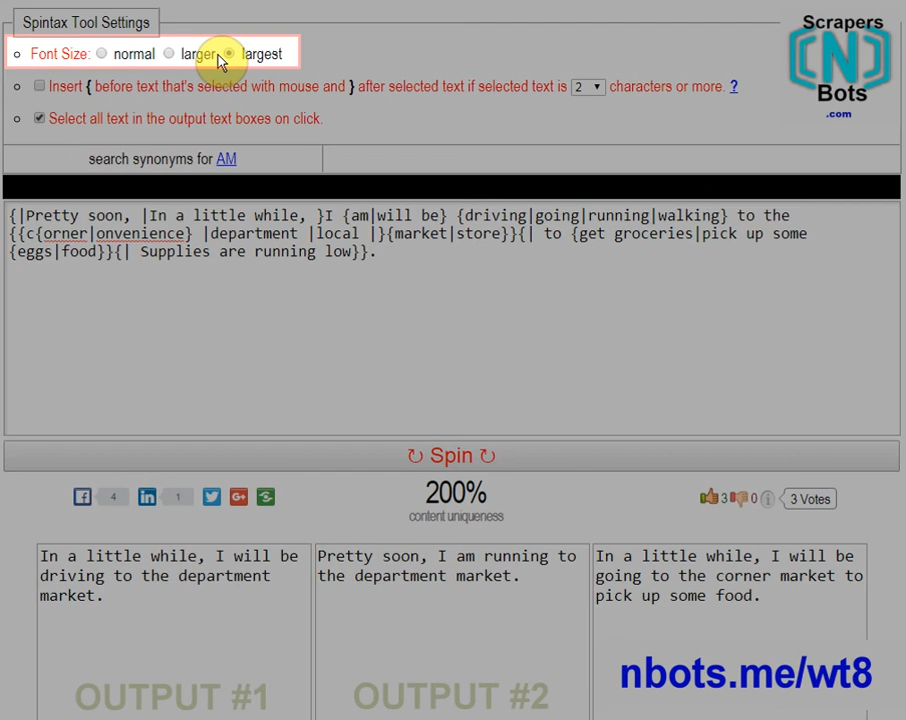 Spintax Tool Settings
Font Size: normal larger largest
Insert { before text that's selected with mouse and } after selected text if selected text is 2 characters or more. ?
Select all text in the output text boxes on click.
Scrapers
[N]
Bots
.com
search synonyms for AM
{|Pretty soon, |In a little while, }I {am|will be} {driving|going|running|walking} to the
{{c{orner|onvenience} |department |local |}{market|store}}{| to {get groceries|pick up some
{eggs|food}}{| Supplies are running low}}.
↻ Spin ↻
4 1
200%
content uniqueness
3 0 3 Votes
In a little while, I will be
driving to the department
market.
OUTPUT #1
Pretty soon, I am running to
the department market.
OUTPUT #2
In a little while, I will be
going to the corner market to
pick up some food.
nbots.me/wt8